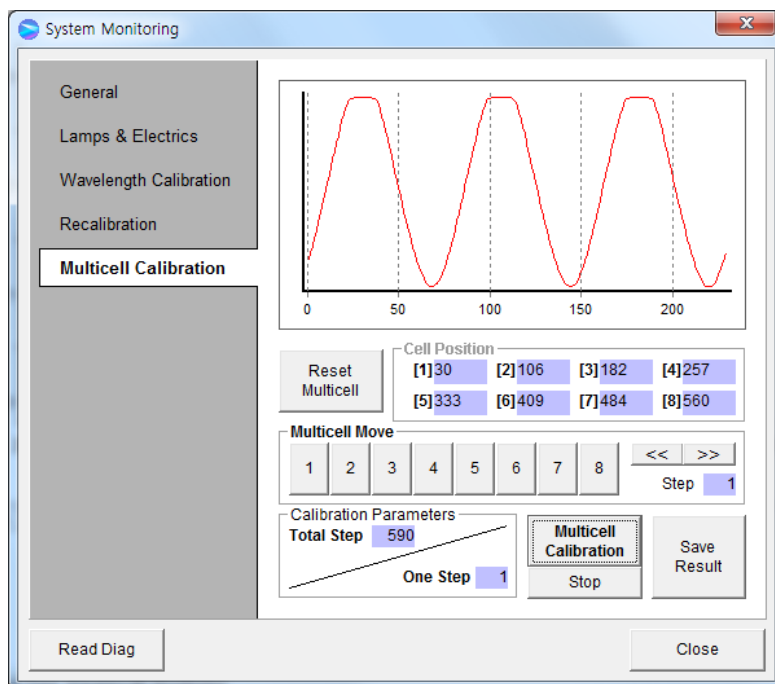 System Monitoring
x
General
Lamps & Electrics
Wavelength Calibration
Recalibration
Multicell Calibration
0 50 100 150 200
Reset
Multicell
Cell Position
[1]30 [2]106 [3]182 [4]257
[5]333 [6]409 [7]484 [8]560
Multicell Move
1 2 3 4 5 6 7 8
<< >>
Step 1
Calibration Parameters
Total Step 590
One Step 1
Multicell
Calibration
Stop
Save
Result
Read Diag
Close